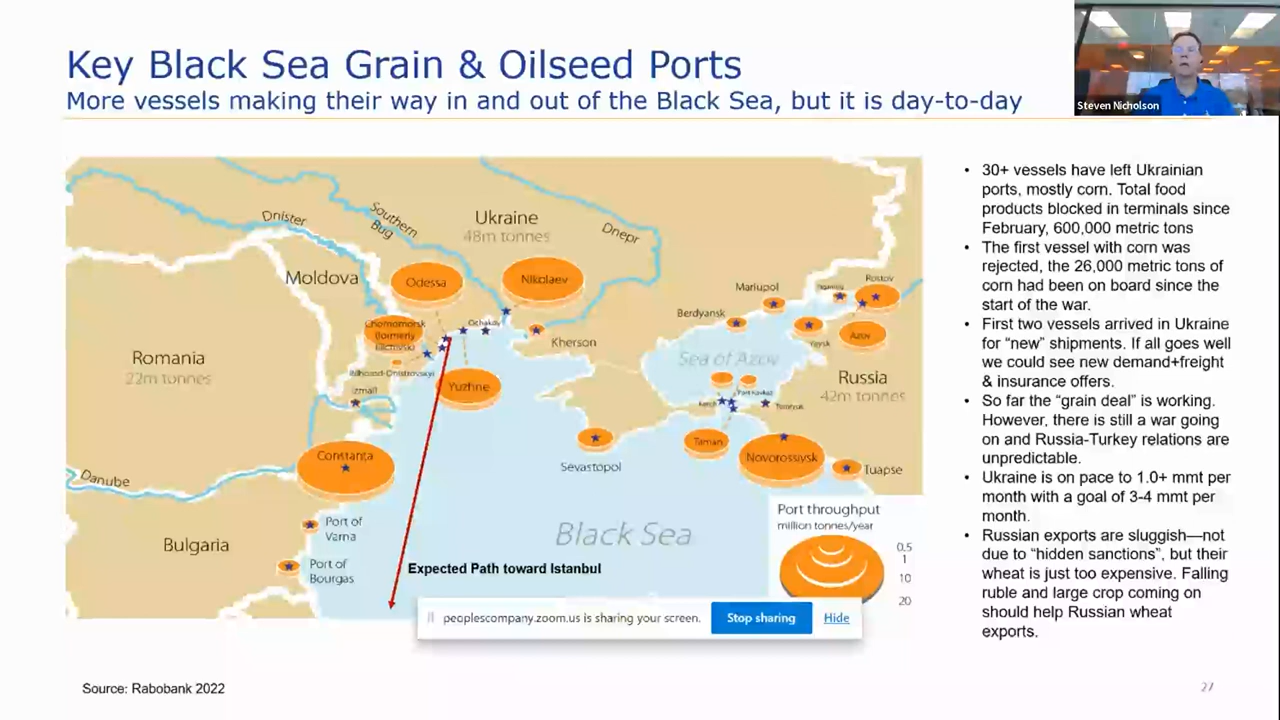 Key Black Sea Grain & Oilseed Ports
More vessels making their way in and out of the Black Sea, but it is day-to-day
Steven Nicholson
Dnister
Southern
Bug
Ukraine
48m tonnes
Dnepr
Moldova
Odessa
Nikolaev
Mariupol
Rostov
Chornomorsk
(formerly
Ochakov
Berdyansk
Kherson
Yeysk
Azov
Romania
22m tonnes
Sea of Azov
Izmail
Yuzhne
Russia
42m tonnes
Kerch
Port Kavkaz
Temryuk
Constanța
Sevastopol
Taman
Novorossiysk
Tuapse
Danube
Bulgaria
Port of
Varna
Port of
Bourgas
Black Sea
Expected Path toward Istanbul
Port throughput
million tonnes/year
0.5
1
10
20
• 30+ vessels have left Ukrainian
ports, mostly corn. Total food
products blocked in terminals since
February, 600,000 metric tons
• The first vessel with corn was
rejected, the 26,000 metric tons of
corn had been on board since the
start of the war.
• First two vessels arrived in Ukraine
for “new” shipments. If all goes well
we could see new demand+freight
& insurance offers.
• So far the “grain deal” is working.
However, there is still a war going
on and Russia-Turkey relations are
unpredictable.
• Ukraine is on pace to 1.0+ mmt per
month with a goal of 3-4 mmt per
month.
• Russian exports are sluggish—not
due to “hidden sanctions”, but their
wheat is just too expensive. Falling
ruble and large crop coming on
should help Russian wheat
exports.
peoplescompany.zoom.us is sharing your screen.
Stop sharing
Hide
Source: Rabobank 2022
27